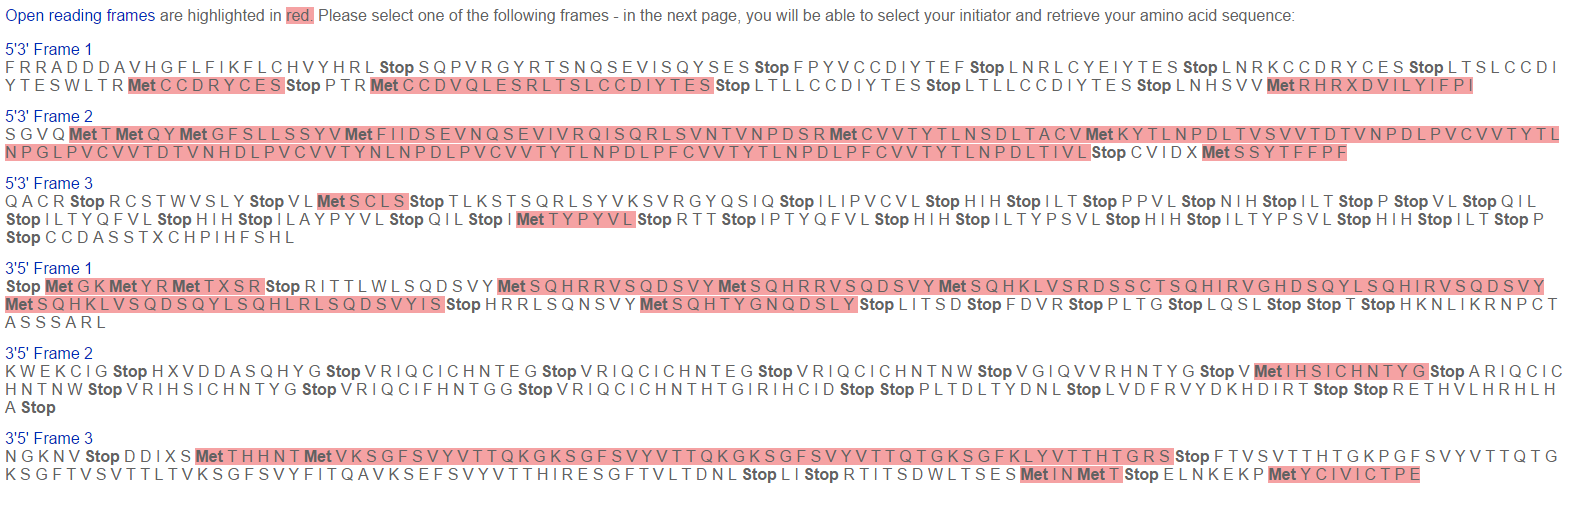 Open reading frames are highlighted in red. Please select one of the following frames - in the next page, you will be able to select your initiator and retrieve your amino acid sequence:
5'3' Frame 1
F R R A D D D A V H G F L F I K F L C H V Y H R L Stop S Q P V R G Y R T S N Q S E V I S Q Y S E S Stop F P Y V C C D I Y T E F Stop L N R L C Y E I Y T E S Stop L N R K C C D R Y C E S Stop L T S L C C D I
Y T E S W L T R Met C C D R Y C E S Stop P T R Met C C D V Q L E S R L T S L C C D I Y T E S Stop L T L L C C D I Y T E S Stop L T L L C C D I Y T E S Stop L N H S V V Met R H R X D V I L Y I F P I
5'3' Frame 2
S G V Q Met T Met Q Y Met G F S L L S S Y V Met F I I D S E V N Q S E V I V R Q I S Q R L S V N T V N P D S R Met C V V T Y T L N S D L T A C V Met K Y T L N P D L T V S V V T D T V N P D L P V C V V T Y T L
N P G L P V C V V T D T V N H D L P V C V V T Y N L N P D L P V C V V T Y T L N P D L P F C V V T Y T L N P D L P F C V V T Y T L N P D L T I V L Stop C V I D X Met S S Y T F F P F
5'3' Frame 3
Q A C R Stop R C S T W V S L Y Stop V L Met S C L S Stop T L K S T S Q R L S Y V K S V R G Y Q S I Q Stop I L I P V C V L Stop H I H Stop I L T Stop P P V L Stop N I H Stop I L T Stop P Stop V L Stop Q I L
Stop I L T Y Q F V L Stop H I H Stop I L A Y P Y V L Stop Q I L Stop I Met T Y P Y V L Stop R T T Stop I P T Y Q F V L Stop H I H Stop I L T Y P S V L Stop H I H Stop I L T Y P S V L Stop H I H Stop I L T Stop P
Stop C C D A S S T X C H P I H F S H L
3'5' Frame 1
Stop Met G K Met Y R Met T X S R Stop R I T T L W L S Q D S V Y Met S Q H R R V S Q D S V Y Met S Q H R R V S Q D S V Y Met S Q H K L V S R D S S C T S Q H I R V G H D S Q Y L S Q H I R V S Q D S V Y
Met S Q H K L V S Q D S Q Y L S Q H L R L S Q D S V Y I S Stop H R R L S Q N S V Y Met S Q H T Y G N Q D S L Y Stop L I T S D Stop F D V R Stop P L T G Stop L Q S L Stop Stop T Stop H K N L I K R N P C T
A S S S A R L
3'5' Frame 2
K W E K C I G Stop H X V D D A S Q H Y G Stop V R I Q C I C H N T E G Stop V R I Q C I C H N T E G Stop V R I Q C I C H N T N W Stop V G I Q V V R H N T Y G Stop V Met I H S I C H N T Y G Stop A R I Q C I C
H N T N W Stop V R I H S I C H N T Y G Stop V R I Q C I F H N T G G Stop V R I Q C I C H N T H T G I R I H C I D Stop Stop P L T D L T Y D N L Stop L V D F R V Y D K H D I R T Stop Stop R E T H V L H R H L H
A Stop
3'5' Frame 3
N G K N V Stop D D I X S Met T H H N T Met V K S G F S V Y V T T Q K G K S G F S V Y V T T Q K G K S G F S V Y V T T Q T G K S G F K L Y V T T H T G R S Stop F T V S V T T H T G K P G F S V Y V T T Q T G
K S G F T V S V T T L T V K S G F S V Y F I T Q A V K S E F S V Y V T T H I R E S G F T V L T D N L Stop L I Stop R T I T S D W L T S E S Met I N Met T Stop E L N K E K P Met Y C I V I C T P E